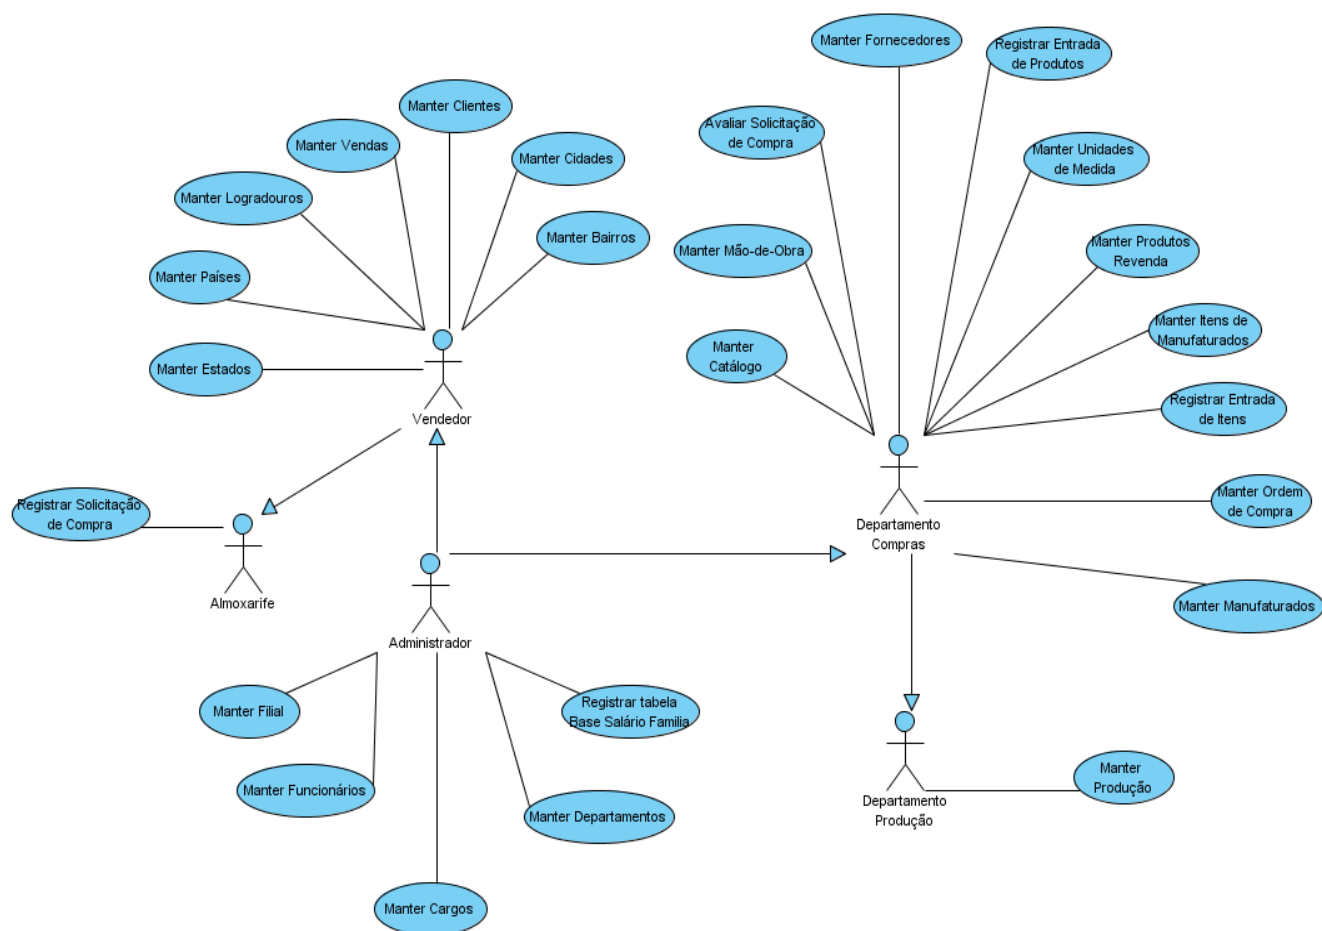 Manter Fornecedores
Registrar Entrada
de Produtos
Manter Clientes
Avaliar Solicitação
de Compra
Manter Vendas
Manter Cidades
Manter Unidades
de Medida
Manter Logradouros
Manter Bairros
Manter Mão-de-Obra
Manter Produtos
Revenda
Manter Países
Manter Itens de
Manufaturados
Manter
Catálogo
Manter Estados
Registrar Entrada
de Itens
Vendedor
Registrar Solicitação
de Compra
Manter Ordem
de Compra
Departamento
Compras
Almoxarife
Manter Manufaturados
Administrador
Manter Filial
Registrar tabela
Base Salário Familia
Manter Funcionários
Manter
Produção
Departamento
Produção
Manter Departamentos
Manter Cargos